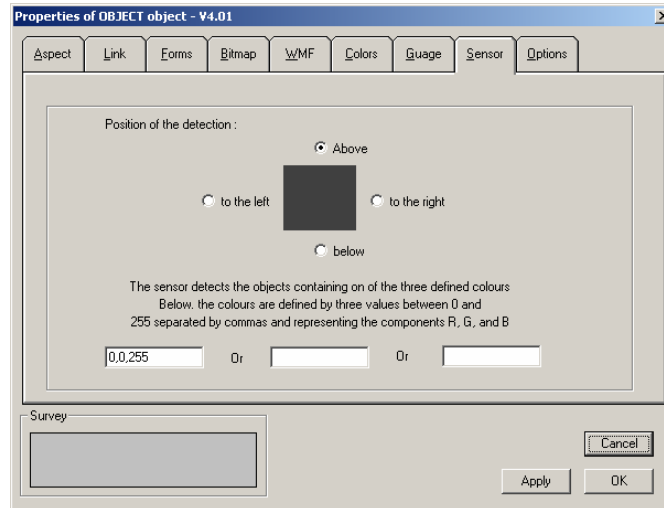 Properties of OBJECT object - V4.01
Aspect Link Forms Bitmap WMF Colors Guage Sensor Options
Position of the detection :
Above
to the left to the right
below
The sensor detects the objects containing on of the three defined colours
Below. the colours are defined by three values between 0 and
255 separated by commas and representing the components R, G, and B
0,0,255 Or Or
Survey
Cancel
Apply OK